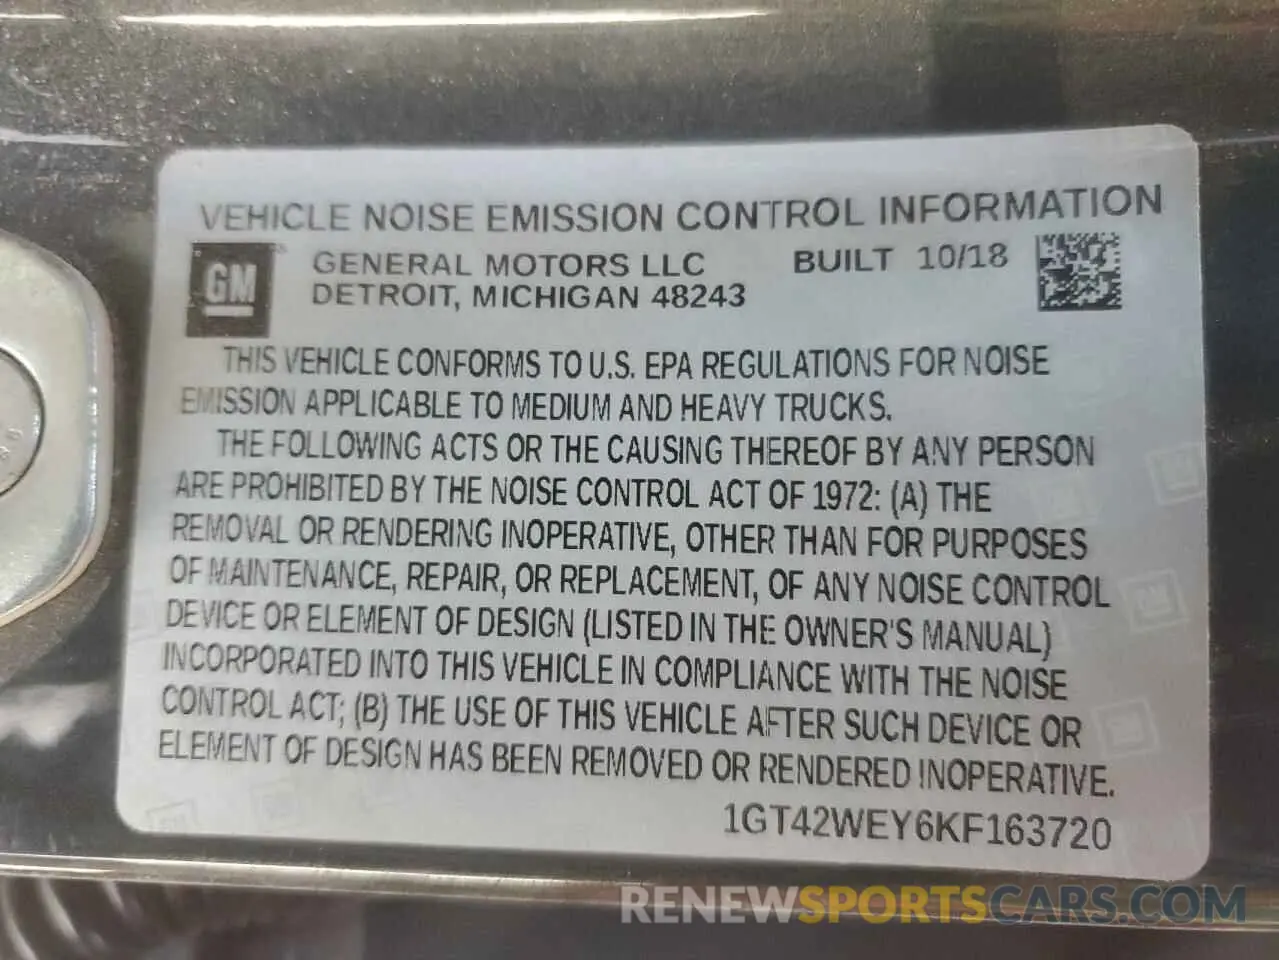 VEHICLE NOISE EMISSION CONTROL INFORMATION
GM
GENERAL MOTORS LLC BUILT 10/18
DETROIT, MICHIGAN 48243
THIS VEHICLE CONFORMS TO U.S. EPA REGULATIONS FOR NOISE
EMISSION APPLICABLE TO MEDIUM AND HEAVY TRUCKS.
THE FOLLOWING ACTS OR THE CAUSING THEREOF BY ANY PERSON
ARE PROHIBITED BY THE NOISE CONTROL ACT OF 1972: (A) THE
REMOVAL OR RENDERING INOPERATIVE, OTHER THAN FOR PURPOSES
OF MAINTENANCE, REPAIR, OR REPLACEMENT, OF ANY NOISE CONTROL
DEVICE OR ELEMENT OF DESIGN (LISTED IN THE OWNER'S MANUAL)
INCORPORATED INTO THIS VEHICLE IN COMPLIANCE WITH THE NOISE
CONTROL ACT; (B) THE USE OF THIS VEHICLE AFTER SUCH DEVICE OR
ELEMENT OF DESIGN HAS BEEN REMOVED OR RENDERED INOPERATIVE.
1GT42WEY6KF163720
RENEWSPORTSCARS.COM